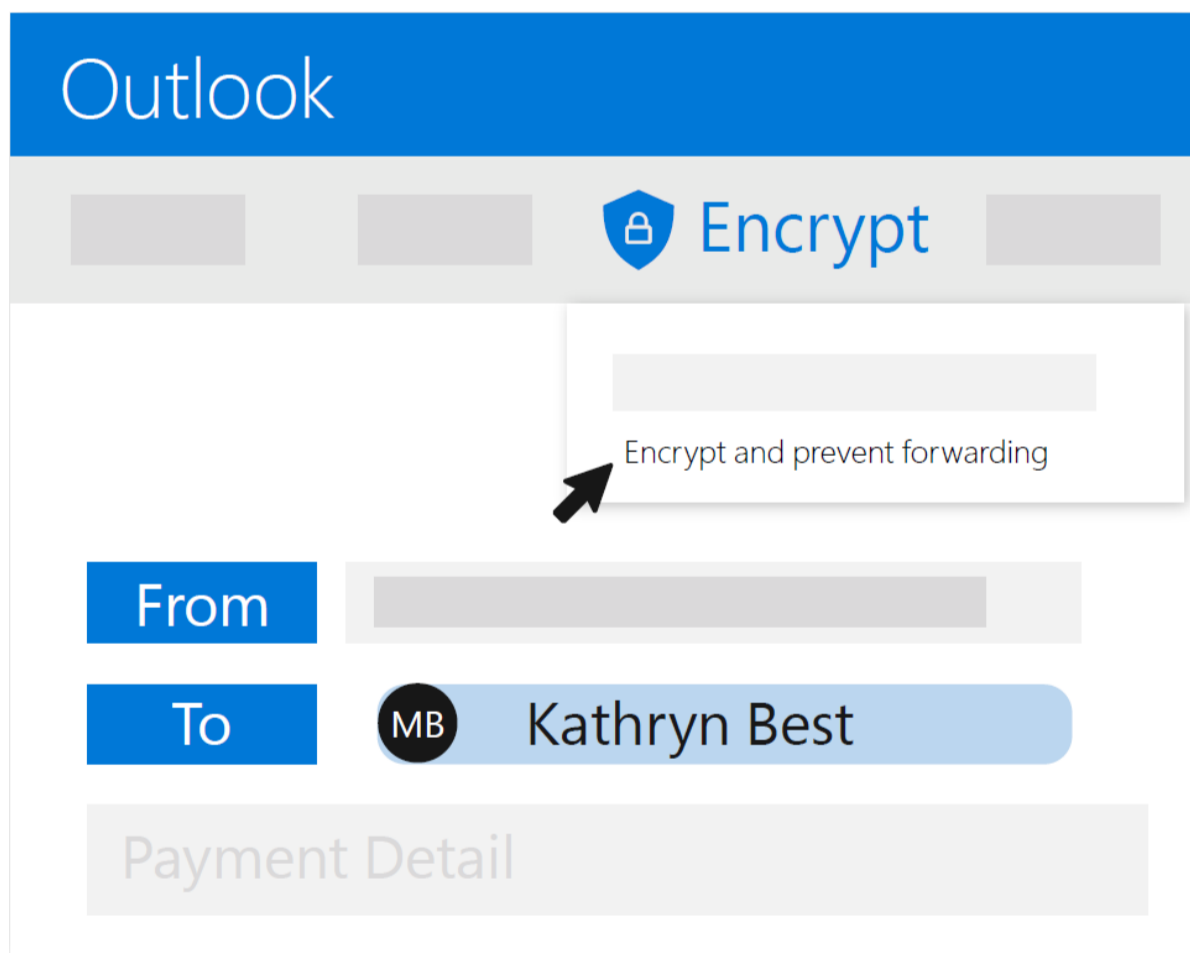 Outlook
Encrypt
Encrypt and prevent forwarding
From
To
MB Kathryn Best
Payment Detail